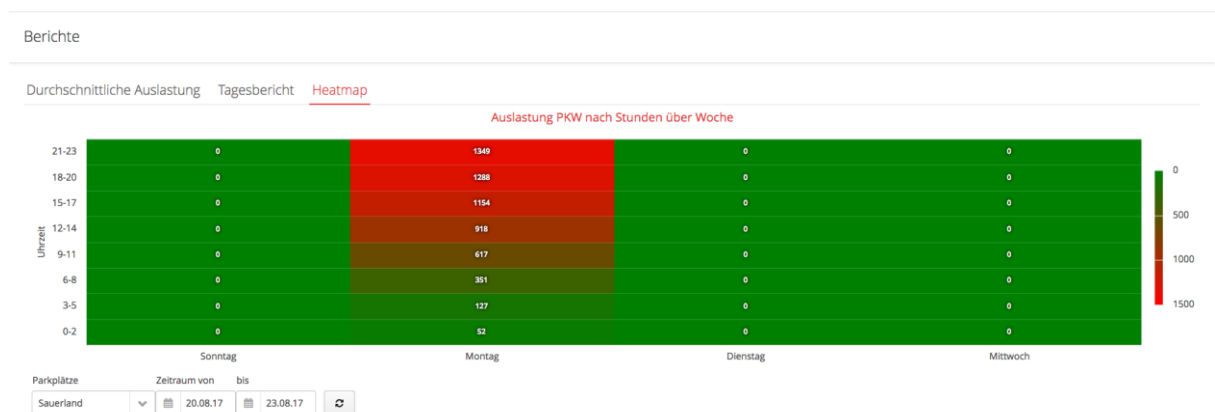 Berichte
Durchschnittliche Auslastung Tagesbericht Heatmap
Auslastung PKW nach Stunden über Woche
Uhrzeit
21-23 0 1349 0 0
18-20 0 1288 0 0
15-17 0 1154 0 0
12-14 0 918 0 0
9-11 0 617 0 0
6-8 0 351 0 0
3-5 0 127 0 0
0-2 0 52 0 0
Sonntag Montag Dienstag Mittwoch
0
500
1000
1500
Parkplätze Zeitraum von bis
Sauerland 20.08.17 23.08.17